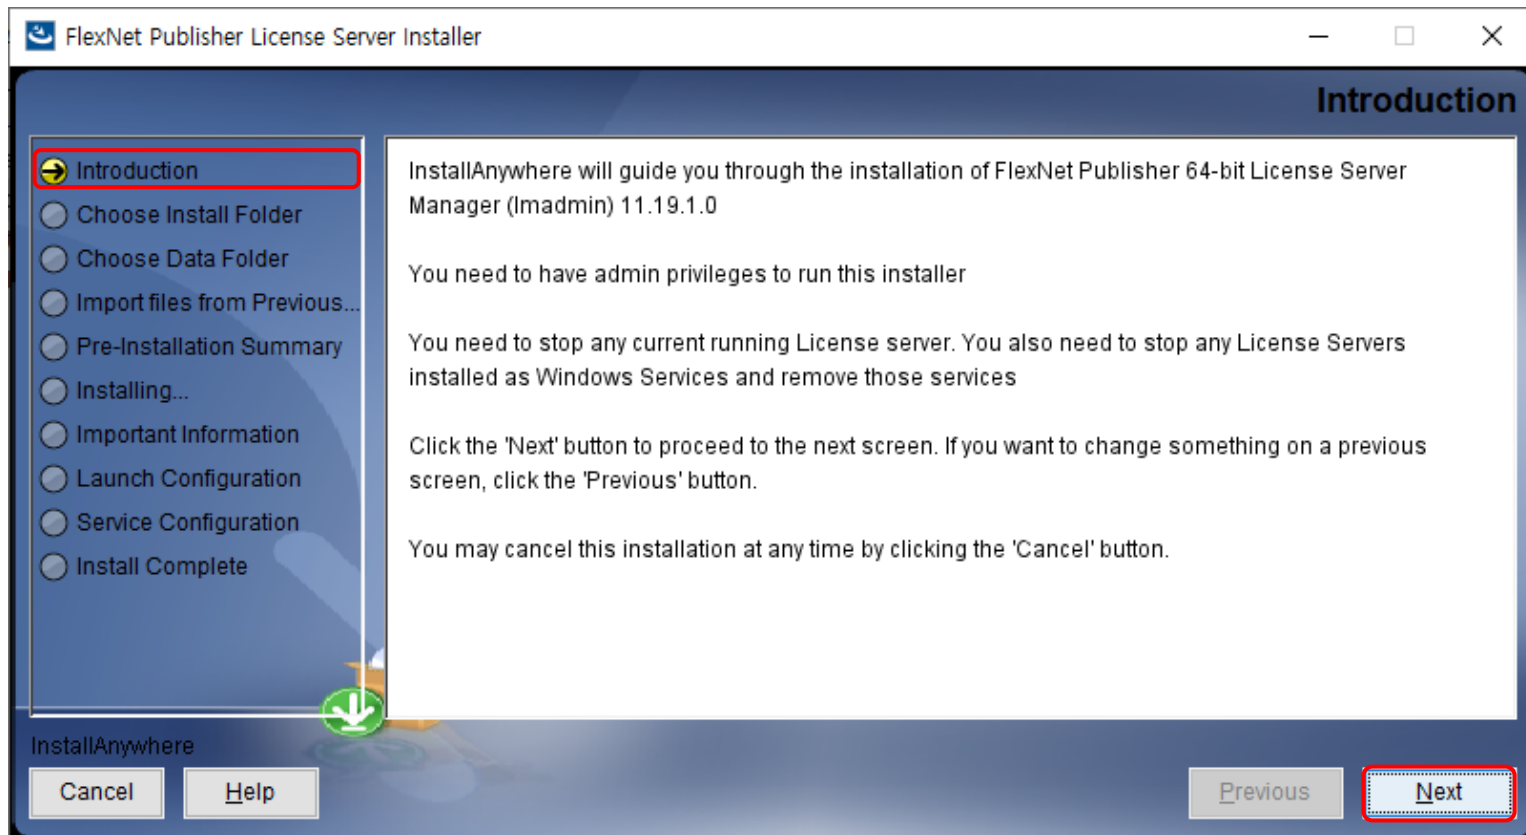 FlexNet Publisher License Server Installer
Introduction
Introduction
Choose Install Folder
Choose Data Folder
Import files from Previous...
Pre-Installation Summary
Installing...
Important Information
Launch Configuration
Service Configuration
Install Complete
InstallAnywhere will guide you through the installation of FlexNet Publisher 64-bit License Server
Manager (lmadmin) 11.19.1.0
You need to have admin privileges to run this installer
You need to stop any current running License server. You also need to stop any License Servers
installed as Windows Services and remove those services
Click the 'Next' button to proceed to the next screen. If you want to change something on a previous
screen, click the 'Previous' button.
You may cancel this installation at any time by clicking the 'Cancel' button.
InstallAnywhere
Cancel
Help
Previous
Next